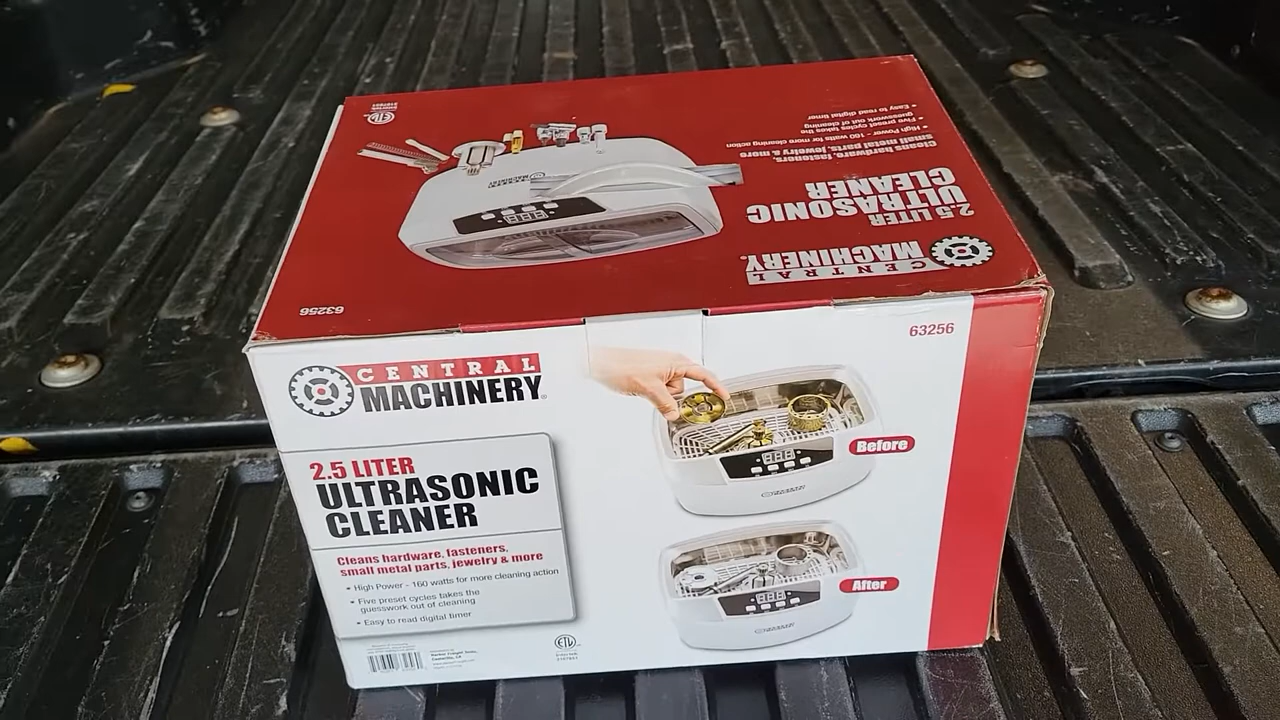 CENTRAL
MACHINERY
2.5 LITER
ULTRASONIC
CLEANER
Cleans hardware, fasteners,
small metal parts, jewelry & more
• High Power - 160 watts for more cleaning action
• Five preset cycles takes the
guesswork out of cleaning
• Easy to read digital timer
63256
CENTRAL
MACHINERY®
63256
2.5 LITER
ULTRASONIC
CLEANER
Cleans hardware, fasteners,
small metal parts, jewelry & more
• High Power - 160 watts for more cleaning action
• Five preset cycles takes the
guesswork out of cleaning
• Easy to read digital timer
Before
After
ETL
Intertek